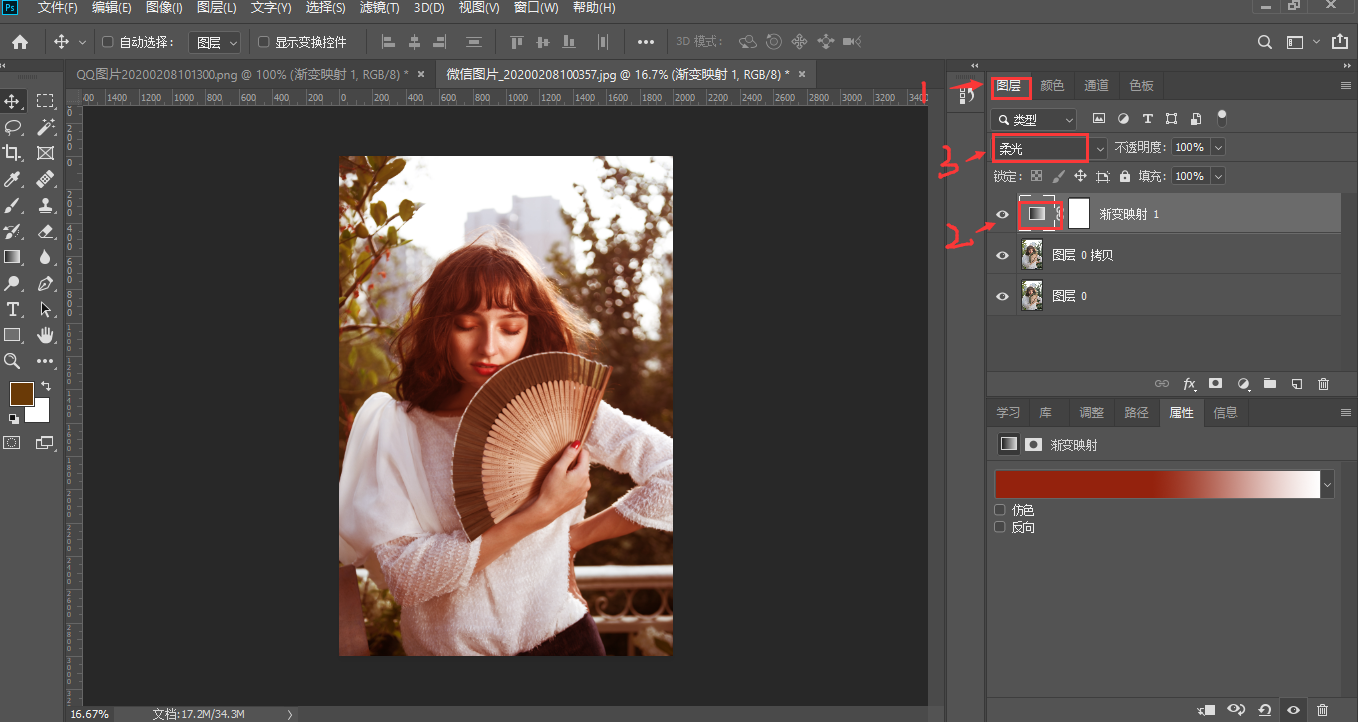 Ps 文件(F) 编辑(E) 图像(I) 图层(L) 文字(Y) 选择(S) 滤镜(T) 3D(D) 视图(V) 窗口(W) 帮助(H)
自动选择： 图层 显示变换控件 3D 模式：
QQ图片20200208101300.png @ 100% (渐变映射 1, RGB/8) * × 微信图片_20200208100357.jpg @ 16.7% (渐变映射 1, RGB/8) * ×
1400 1200 1000 800 600 400 200 0 200 400 600 800 1000 1200 1400 1600 1800 2000 2200 2400 2600 2800 3000 3200 3400
1
图层 颜色 通道 色板
类型
3
柔光 不透明度： 100%
锁定： 填充： 100%
2
渐变映射 1
图层 0 拷贝
图层 0
fx
学习 库 调整 路径 属性 信息
渐变映射
仿色
反向
16.67% 文档:17.2M/34.3M